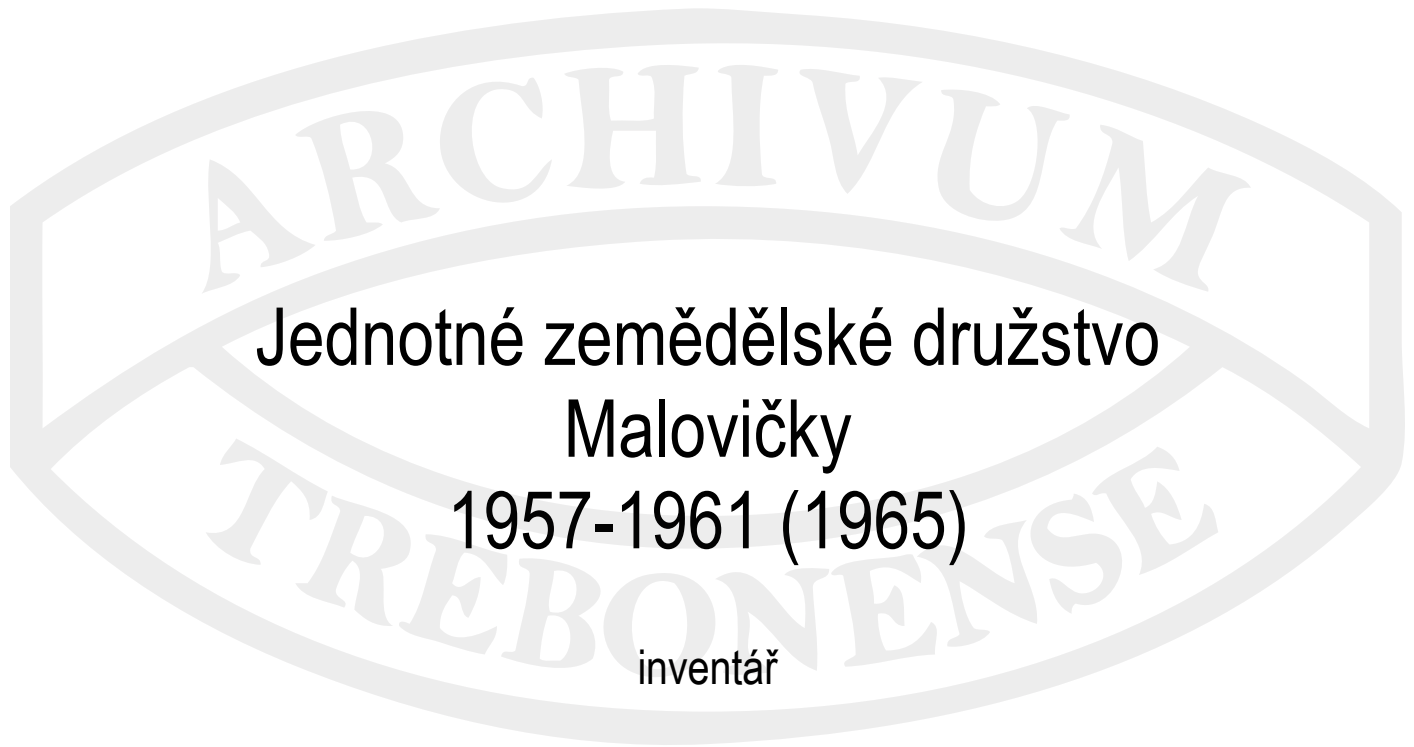 ARCHIVUM
Jednotné zemědělské družstvo
Malovičky
1957-1961 (1965)
TREBONENSE
inventář